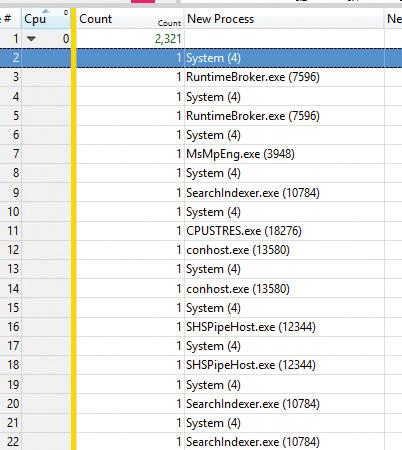 e # Cpu 0 Count Count New Process Ne
1 0 2,321
2 1 System (4)
3 1 RuntimeBroker.exe (7596)
4 1 System (4)
5 1 RuntimeBroker.exe (7596)
6 1 System (4)
7 1 MsMpEng.exe (3948)
8 1 System (4)
9 1 SearchIndexer.exe (10784)
10 1 System (4)
11 1 CPUSTRES.exe (18276)
12 1 conhost.exe (13580)
13 1 System (4)
14 1 conhost.exe (13580)
15 1 System (4)
16 1 SHSPipeHost.exe (12344)
17 1 System (4)
18 1 SHSPipeHost.exe (12344)
19 1 System (4)
20 1 SearchIndexer.exe (10784)
21 1 System (4)
22 1 SearchIndexer.exe (10784)